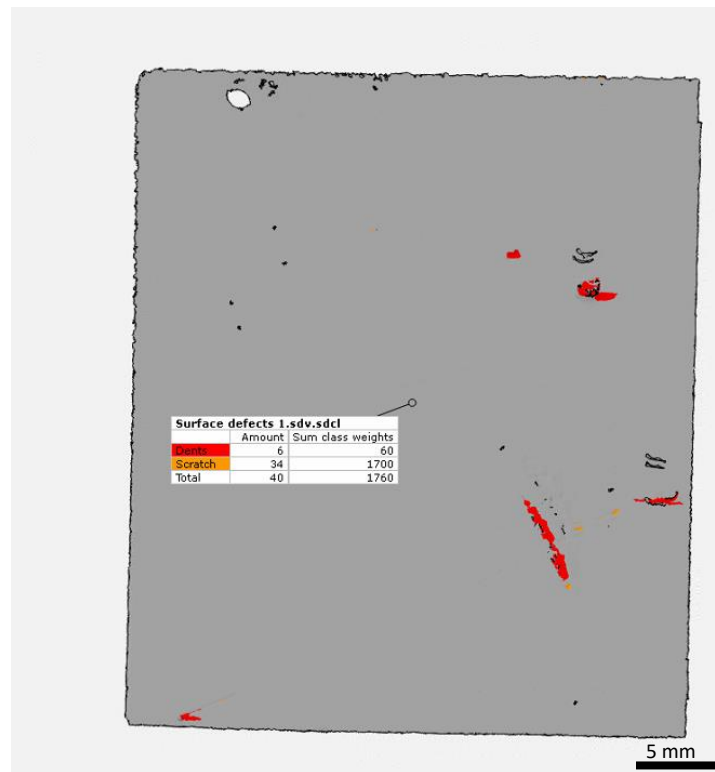 Surface defects 1.sdv.sdcl
Amount Sum class weights
Dents 6 60
Scratch 34 1700
Total 40 1760
5 mm